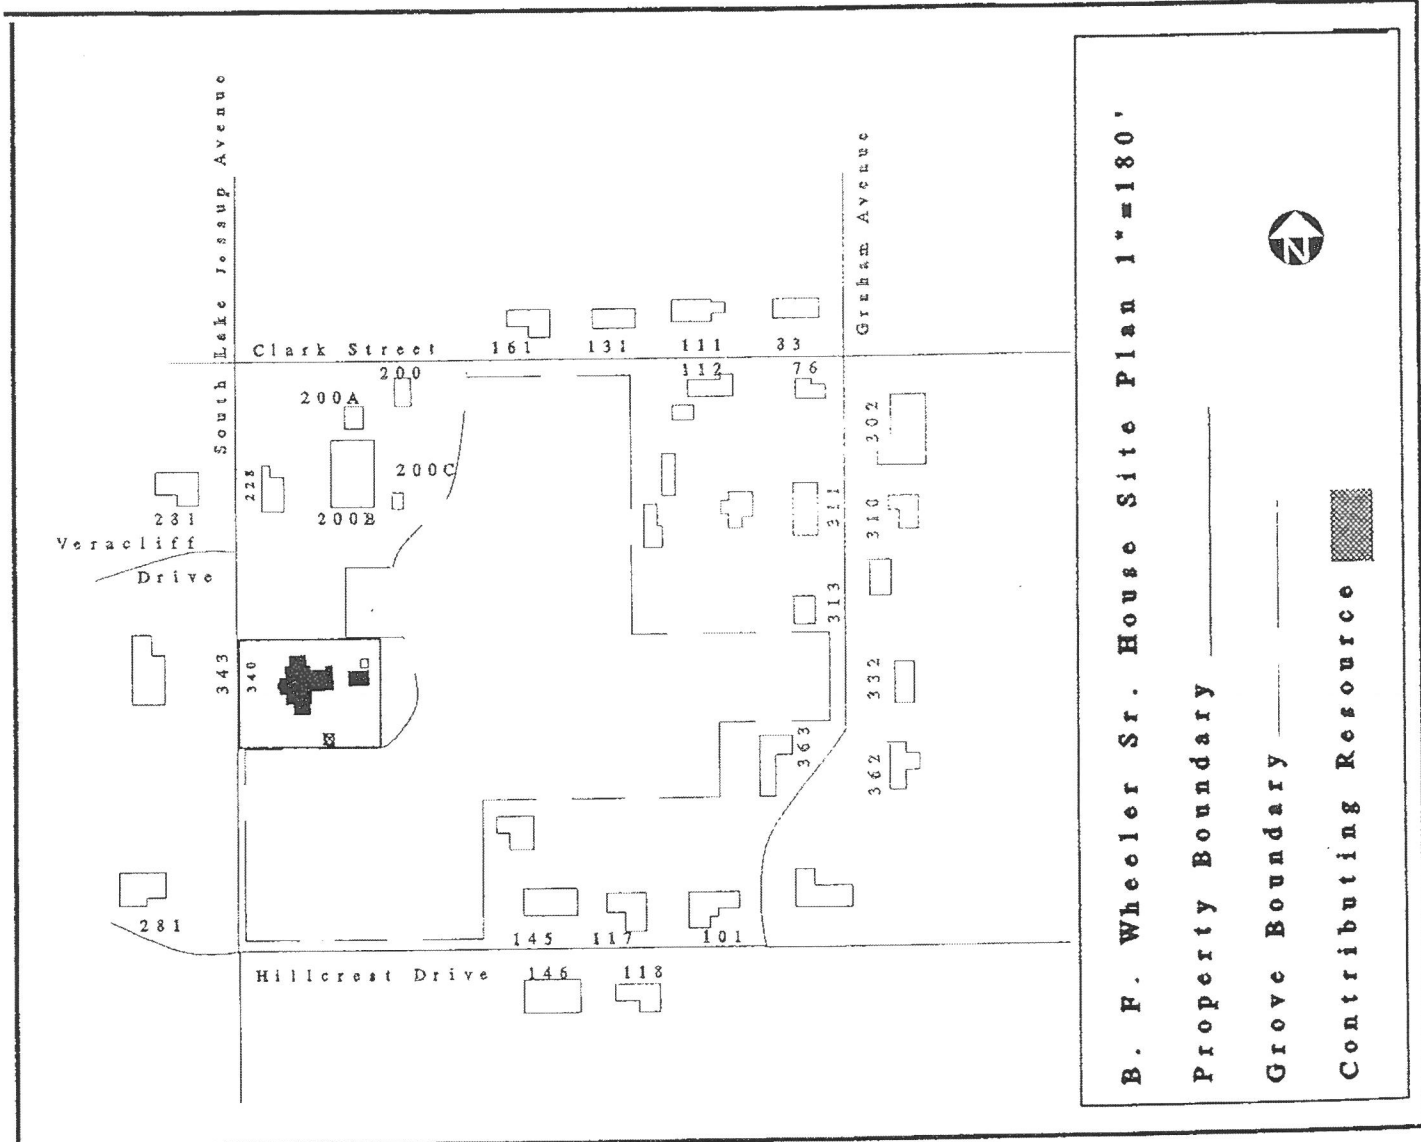 South Lake Jessup Avenue
Graham Avenue
Clark Street
161
131
111
83
200
112
76
200A
302
228
200C
231
200B
311
310
Veracliff
Drive
313
343
340
332
363
362
281
145
117
101
Hillcrest Drive
146
118
B. F. Wheeler Sr. House Site Plan 1"=180'
N
Property Boundary
Grove Boundary
Contributing Resource